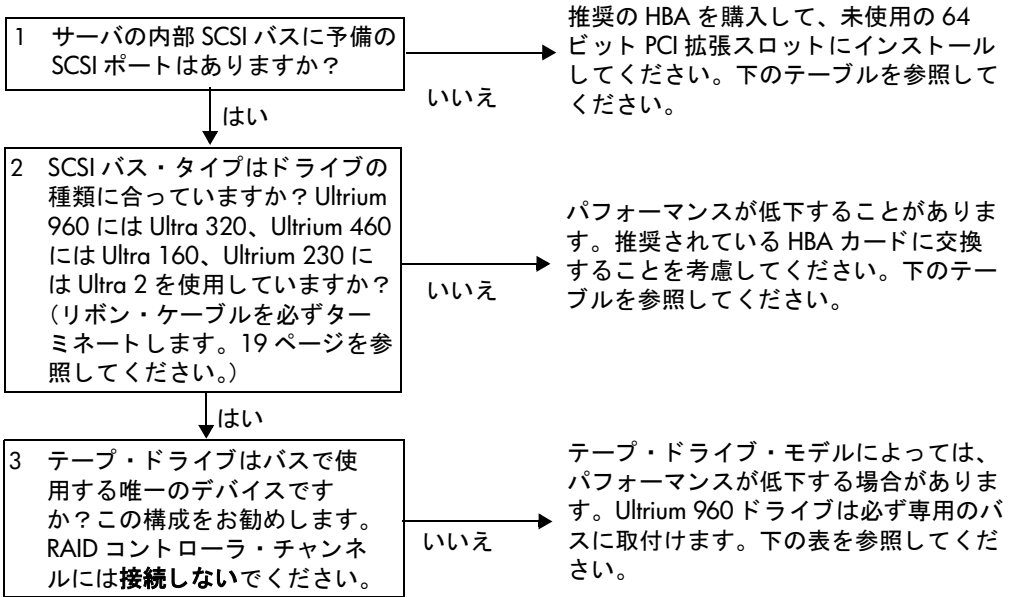 1 サーバの内部 SCSI バスに予備の
SCSI ポートはありますか？
いいえ
推奨の HBA を購入して、未使用の 64
ビット PCI 拡張スロットにインストール
してください。下のテーブルを参照して
ください。
はい
2 SCSI バス・タイプはドライブの
種類に合っていますか？Ultrium
960 には Ultra 320、Ultrium 460
には Ultra 160、Ultrium 230 に
は Ultra 2 を使用していますか？
（リボン・ケーブルを必ずター
ミネートします。19 ページを参
照してください。）
いいえ
パフォーマンスが低下することがありま
す。推奨されている HBA カードに交換
することを考慮してください。下のテー
ブルを参照してください。
はい
3 テープ・ドライブはバスで使
用する唯一のデバイスです
か？この構成をお勧めします。
RAID コントローラ・チャンネ
ルには接続しないでください。
いいえ
テープ・ドライブ・モデルによっては、
パフォーマンスが低下する場合がありま
す。Ultrium 960 ドライブは必ず専用のバ
スに取付けます。下の表を参照してくだ
さい。